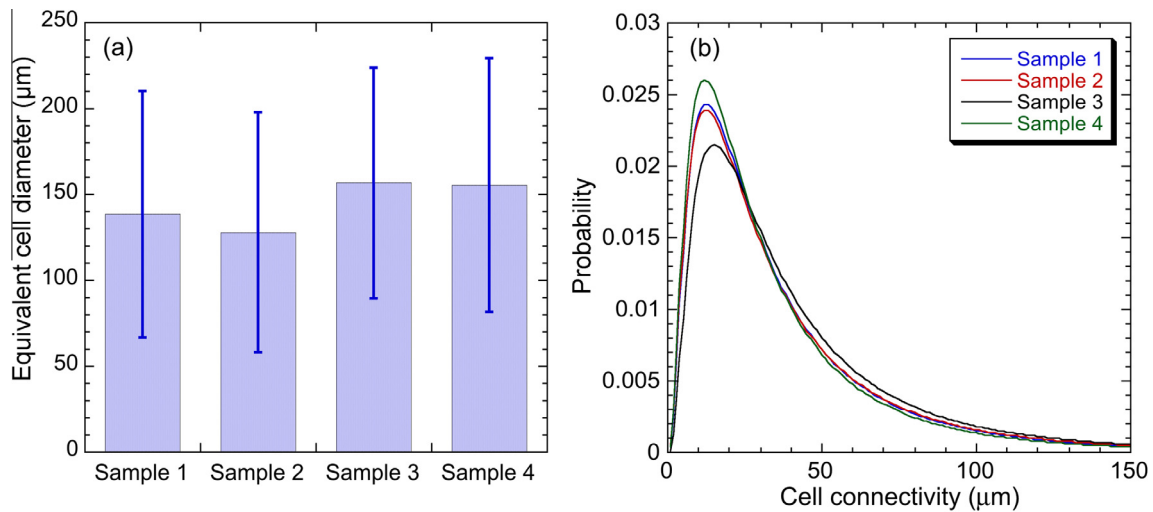 (a)
Equivalent cell diameter (μm)
250
200
150
100
50
0
Sample 1 Sample 2 Sample 3 Sample 4
(b)
Probability
0.03
0.025
0.02
0.015
0.01
0.005
0
Sample 1
Sample 2
Sample 3
Sample 4
0 50 100 150
Cell connectivity (μm)